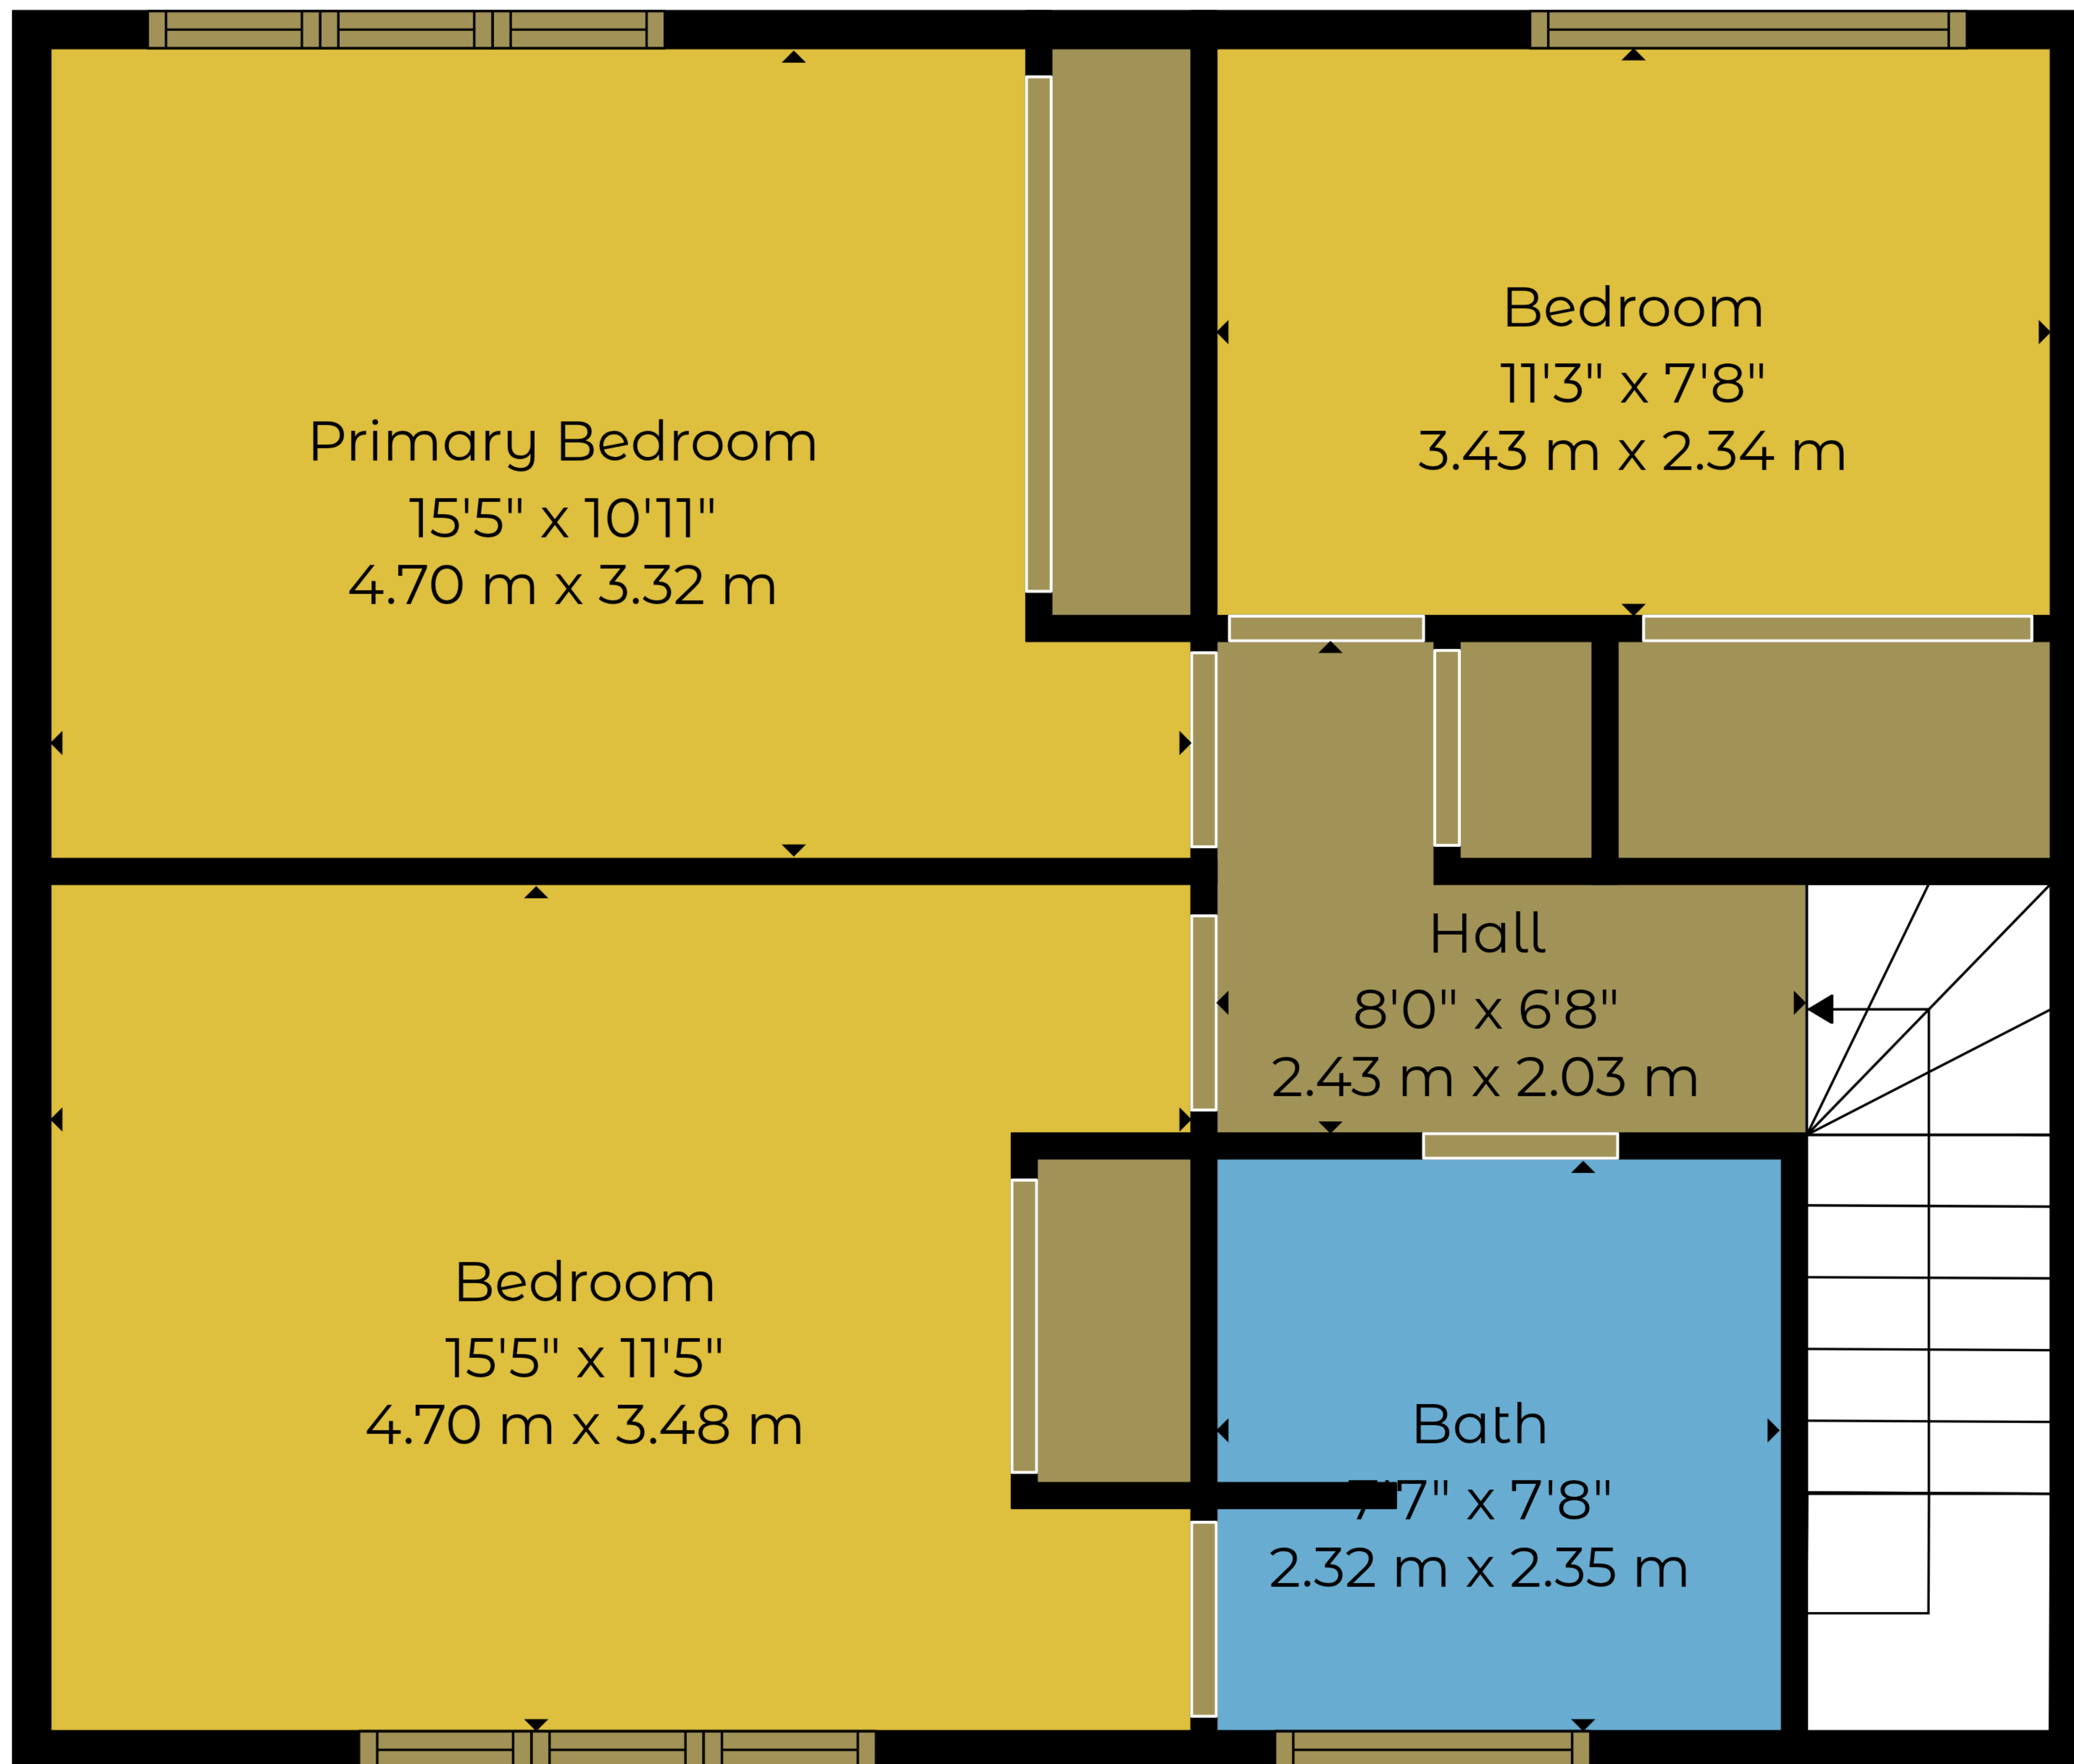 Primary Bedroom
15'5" x 10'11"
4.70 m x 3.32 m
Bedroom
11'3" x 7'8"
3.43 m x 2.34 m
Hall
8'0" x 6'8"
2.43 m x 2.03 m
Bedroom
15'5" x 11'5"
4.70 m x 3.48 m
Bath
7'7" x 7'8"
2.32 m x 2.35 m